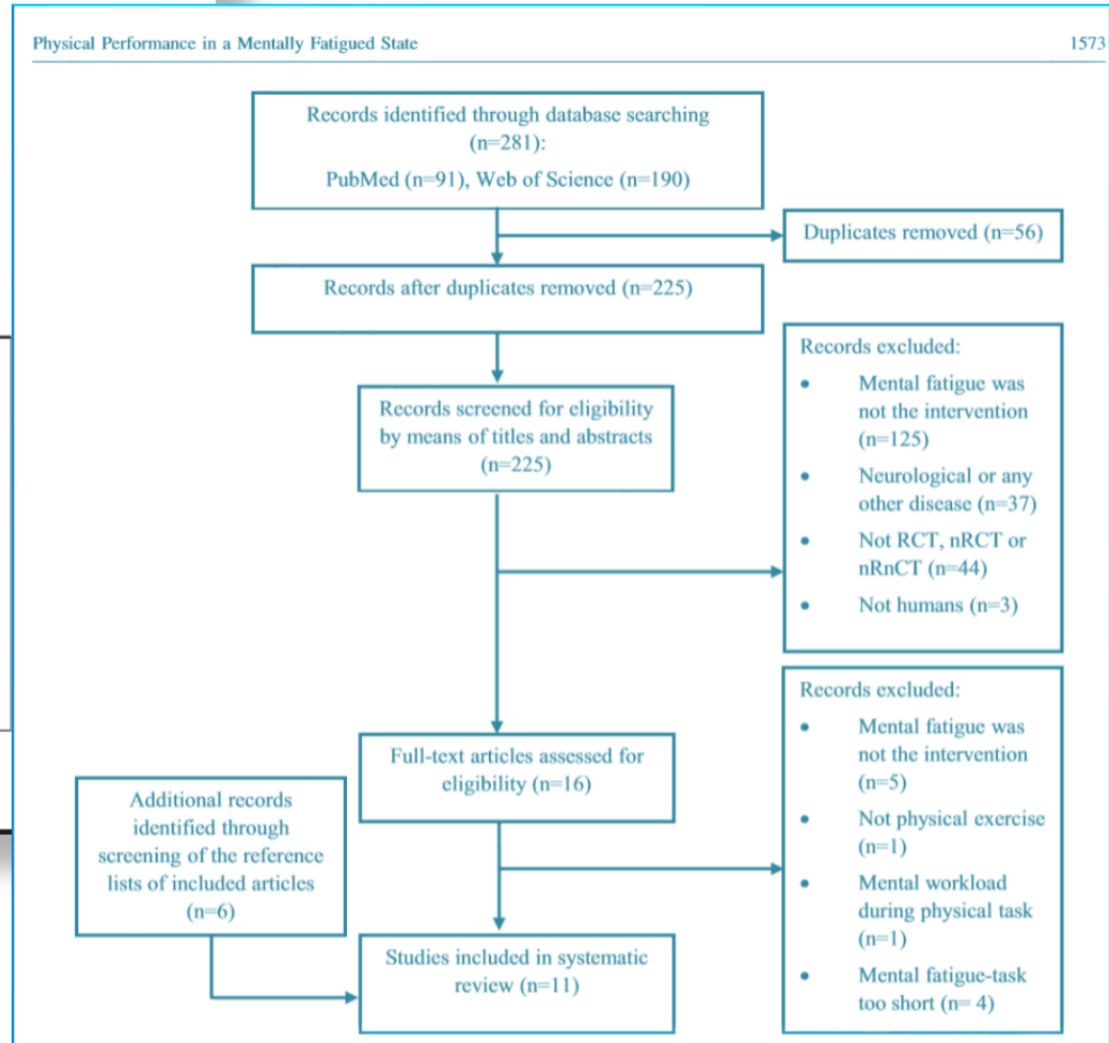 Physical Performance in a Mentally Fatigued State
1573
Records identified through database searching
(n=281):
PubMed (n=91), Web of Science (n=190)
Duplicates removed (n=56)
Records after duplicates removed (n=225)
Records screened for eligibility
by means of titles and abstracts
(n=225)
Records excluded:
• Mental fatigue was
not the intervention
(n=125)
• Neurological or any
other disease (n=37)
• Not RCT, nRCT or
nRnCT (n=44)
• Not humans (n=3)
Full-text articles assessed for
eligibility (n=16)
Records excluded:
• Mental fatigue was
not the intervention
(n=5)
• Not physical exercise
(n=1)
• Mental workload
during physical task
(n=1)
• Mental fatigue-task
too short (n= 4)
Additional records
identified through
screening of the reference
lists of included articles
(n=6)
Studies included in systematic
review (n=11)